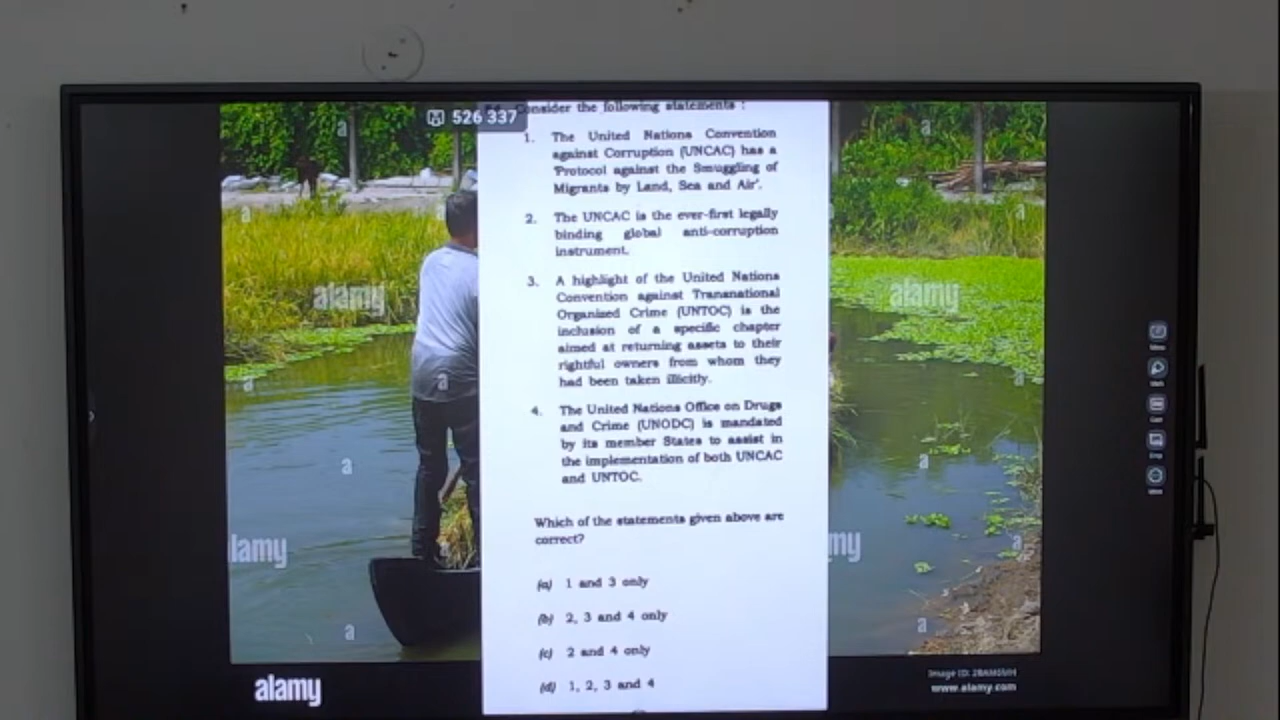 526 337
Consider the following statements :
1. The United Nations Convention
against Corruption (UNCAC) has a
'Protocol against the Smuggling of
Migrants by Land, Sea and Air'.
2. The UNCAC is the ever-first legally
binding global anti-corruption
instrument.
3. A highlight of the United Nations
Convention against Transnational
Organized Crime (UNTOC) is the
inclusion of a specific chapter
aimed at returning assets to their
rightful owners from whom they
had been taken illicitly.
4. The United Nations Office on Drugs
and Crime (UNODC) is mandated
by its member States to assist in
the implementation of both UNCAC
and UNTOC.
Which of the statements given above are
correct?
(a) 1 and 3 only
(b) 2, 3 and 4 only
(c) 2 and 4 only
(d) 1, 2, 3 and 4
a
a
a
a
alamy
alamy
a
a
a
a
a
lamy
my
a
a
a
alamy
Image ID:
www.alamy.com